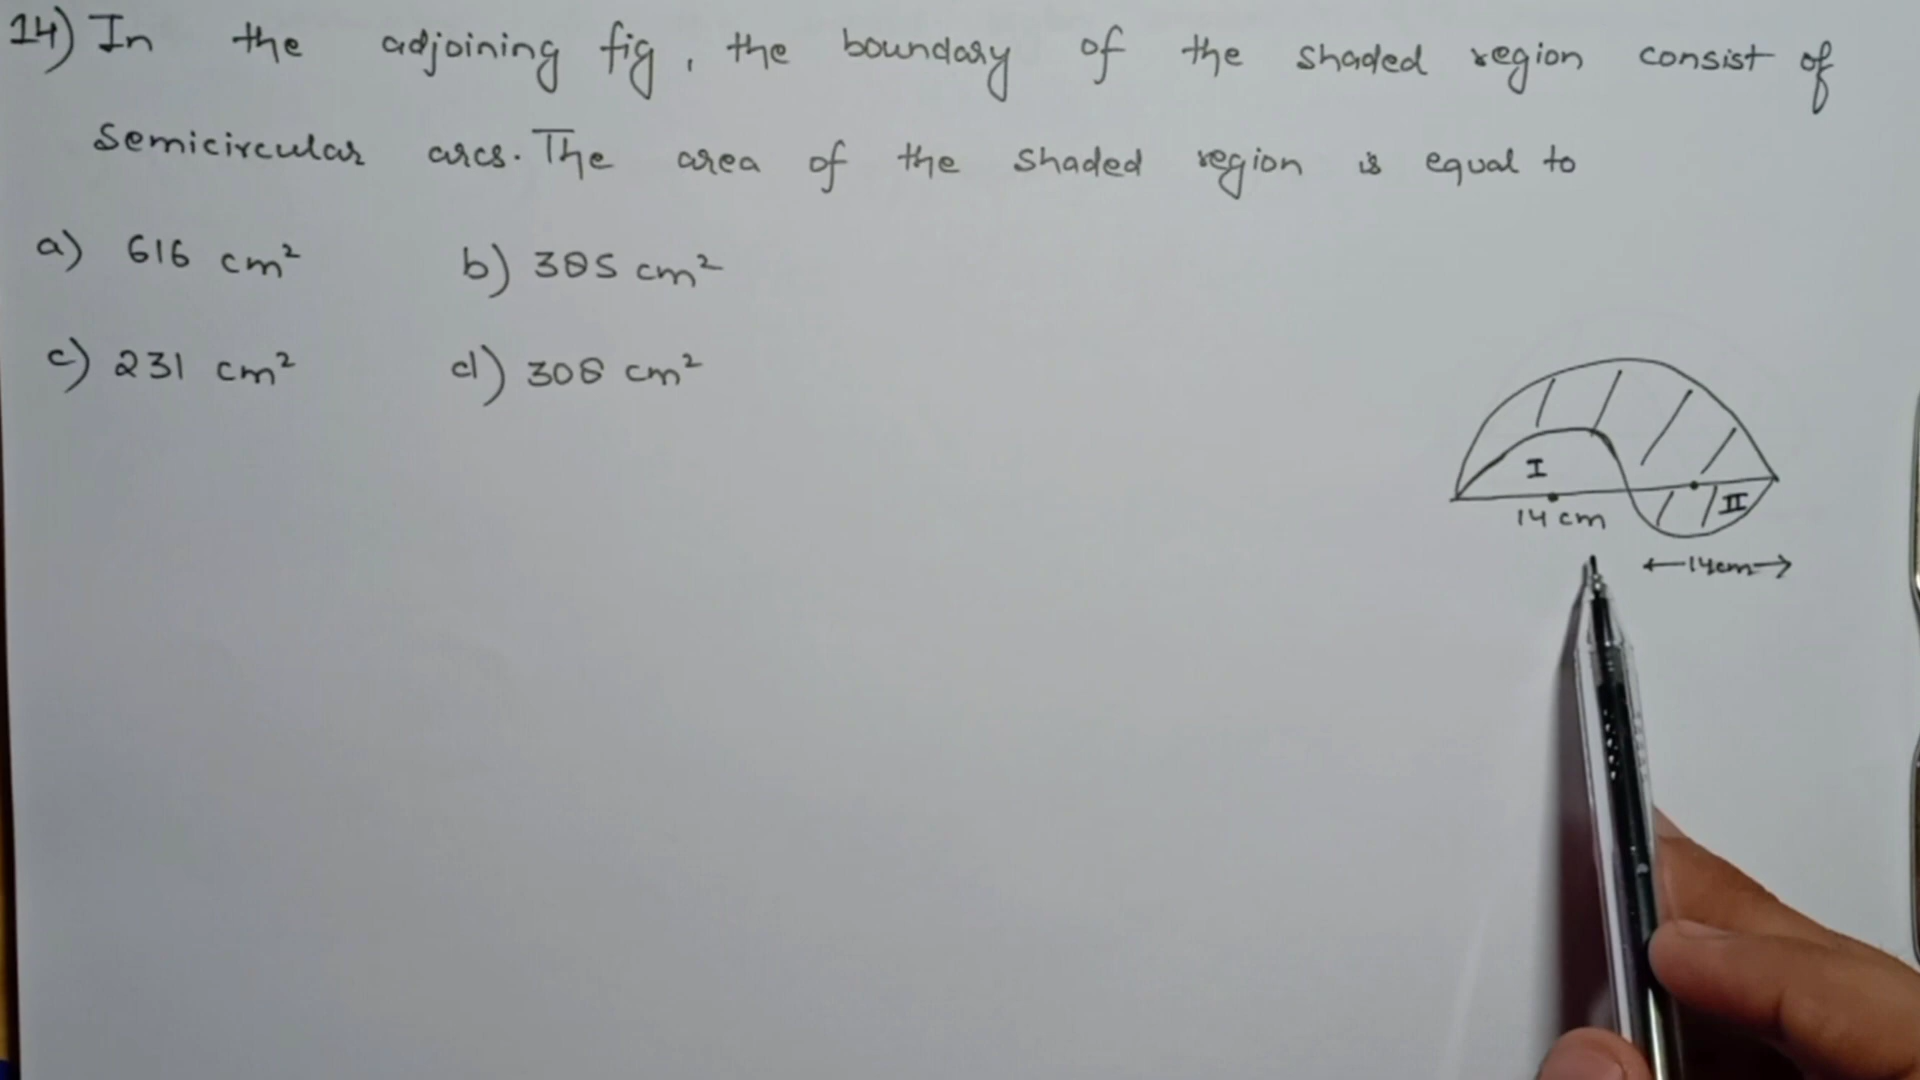 14) In the adjoining fig, the boundary of the shaded region consist of
semicircular arcs. The area of the shaded region is equal to
a) 616 cm² b) 385 cm²
c) 231 cm² d) 308 cm²
I
II
14 cm
14cm